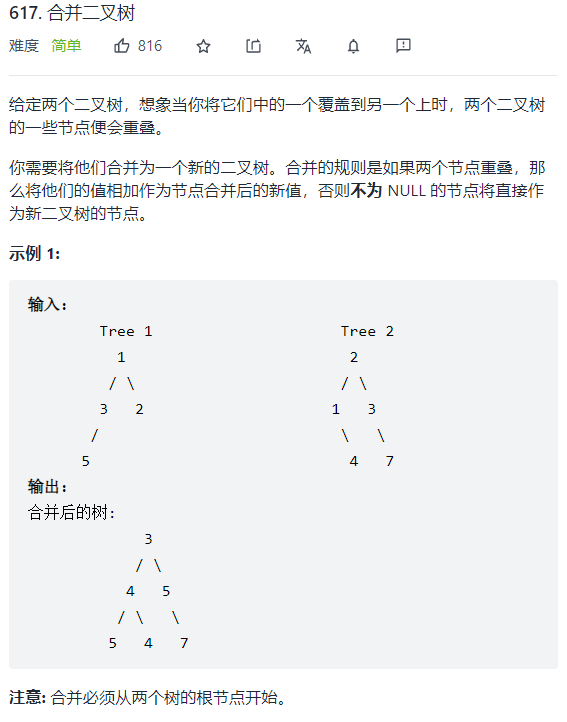 617. 合并二叉树
难度 简单 816
给定两个二叉树，想象当你将它们中的一个覆盖到另一个上时，两个二叉树
的一些节点便会重叠。
你需要将他们合并为一个新的二叉树。合并的规则是如果两个节点重叠，那
么将他们的值相加作为节点合并后的新值，否则不为 NULL 的节点将直接作
为新二叉树的节点。
示例 1:
输入:
Tree 1 Tree 2
1 2
/ \ / \
3 2 1 3
/ \ \
5 4 7
输出:
合并后的树:
3
/ \
4 5
/ \ \
5 4 7
注意: 合并必须从两个树的根节点开始。